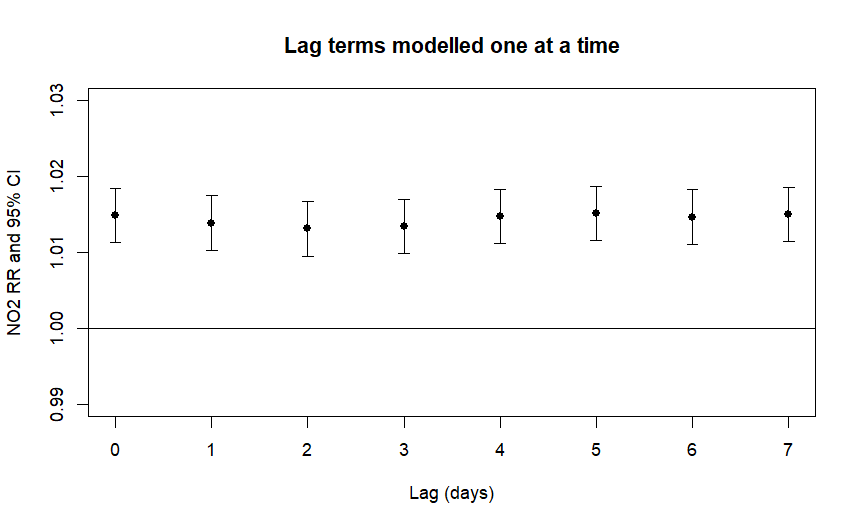 Lag terms modelled one at a time
NO2 RR and 95% CI
1.03
1.02
1.01
1.00
0.99
0 1 2 3 4 5 6 7
Lag (days)